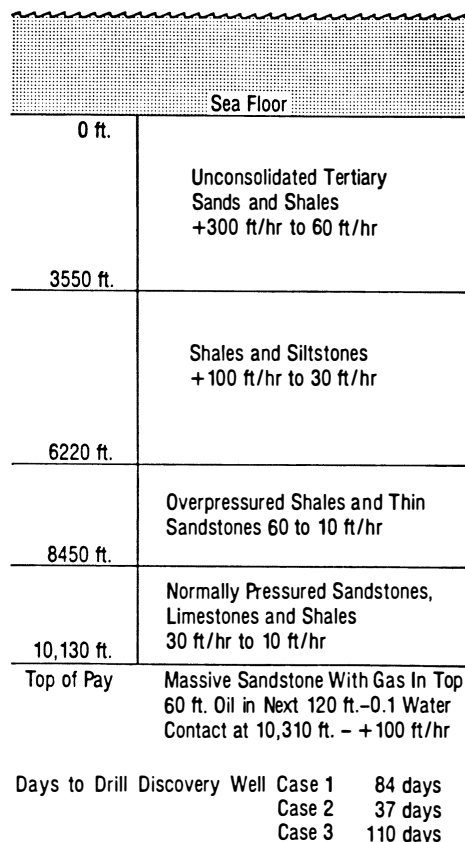 Sea Floor
0 ft.
Unconsolidated Tertiary
Sands and Shales
+300 ft/hr to 60 ft/hr
3550 ft.
Shales and Siltstones
+100 ft/hr to 30 ft/hr
6220 ft.
Overpressured Shales and Thin
Sandstones 60 to 10 ft/hr
8450 ft.
Normally Pressured Sandstones,
Limestones and Shales
30 ft/hr to 10 ft/hr
10,130 ft.
Top of Pay
Massive Sandstone With Gas In Top
60 ft. Oil in Next 120 ft.–0.1 Water
Contact at 10,310 ft. – +100 ft/hr
Days to Drill Discovery Well Case 1 84 days
Case 2 37 days
Case 3 110 days